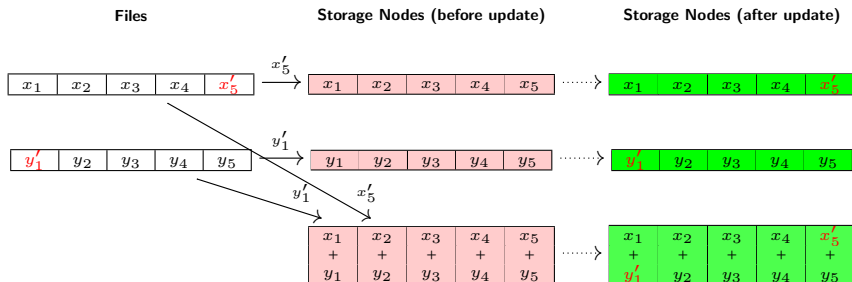 Files Storage Nodes (before update) Storage Nodes (after update)
x′₅
x₁ x₂ x₃ x₄ x′₅ x₁ x₂ x₃ x₄ x₅ x₁ x₂ x₃ x₄ x′₅
y′₁
y′₁ y₂ y₃ y₄ y₅ y₁ y₂ y₃ y₄ y₅ y′₁ y₂ y₃ y₄ y₅
y′₁ x′₅
x₁ x₂ x₃ x₄ x₅ x₁ x₂ x₃ x₄ x′₅
+ + + + + + + + + +
y₁ y₂ y₃ y₄ y₅ y′₁ y₂ y₃ y₄ y₅